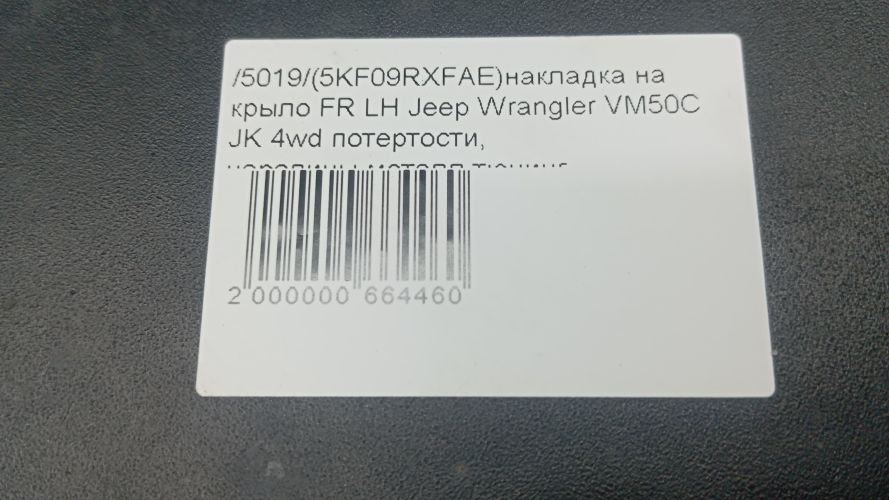 /5019/(5KF09RXFAE)накладка на
крыло FR LH Jeep Wrangler VM50C
JK 4wd потертости,
2 000000 664460